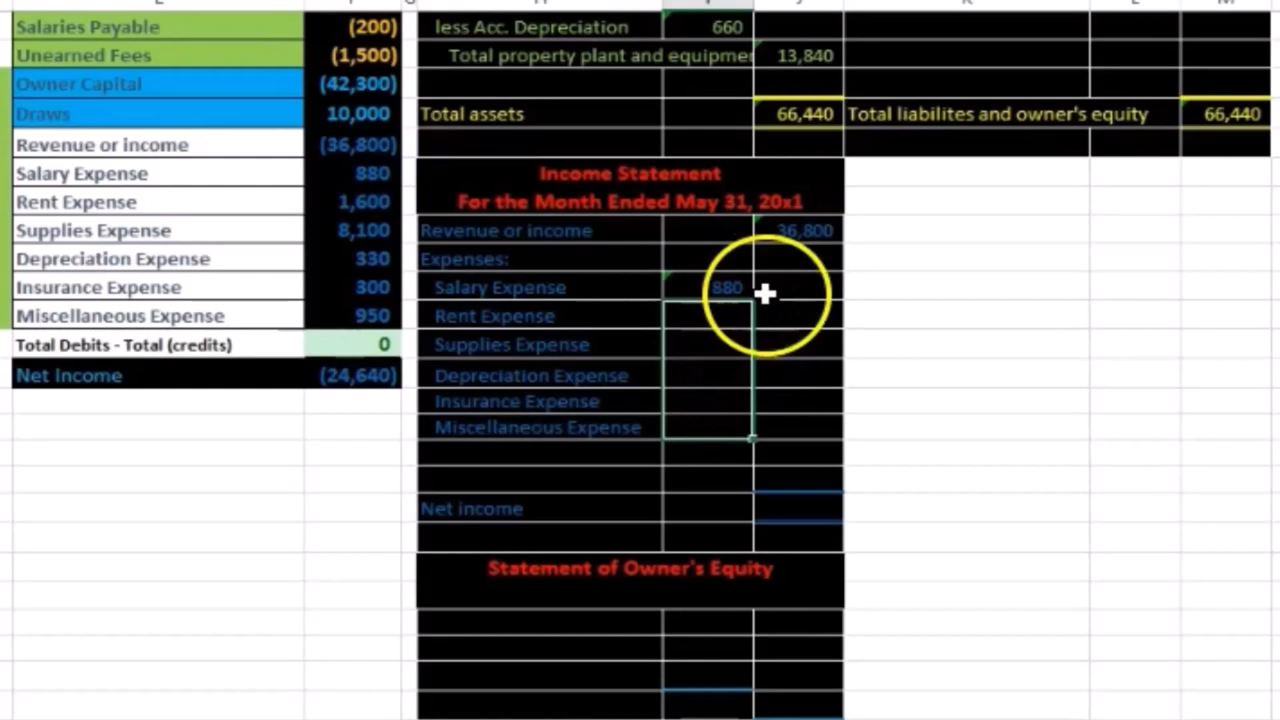 Salaries Payable (200)
Unearned Fees (1,500)
Owner Capital (42,300)
Draws 10,000
Revenue or income (36,800)
Salary Expense 880
Rent Expense 1,600
Supplies Expense 8,100
Depreciation Expense 330
Insurance Expense 300
Miscellaneous Expense 950
Total Debits - Total (credits) 0
Net Income (24,640)
less Acc. Depreciation 660
Total property plant and equipmer 13,840
Total assets 66,440 Total liabilites and owner's equity 66,440
Income Statement
For the Month Ended May 31, 20x1
Revenue or income 36,800
Expenses:
Salary Expense 880
Rent Expense
Supplies Expense
Depreciation Expense
Insurance Expense
Miscellaneous Expense
Net income
Statement of Owner's Equity